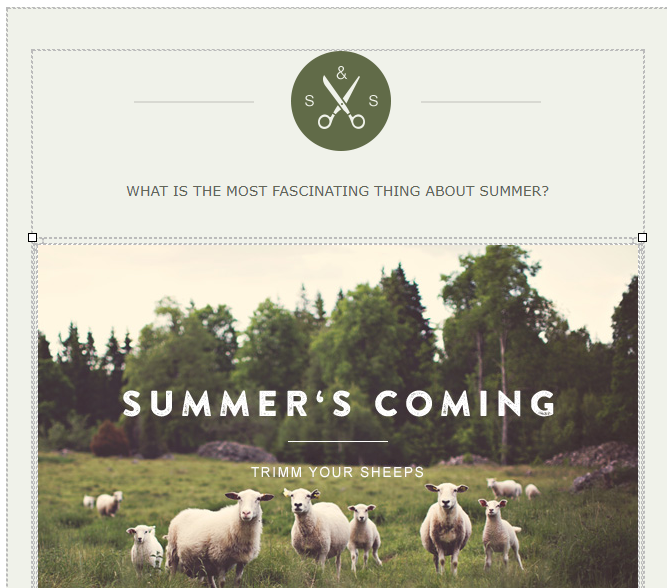 &
S S
WHAT IS THE MOST FASCINATING THING ABOUT SUMMER?
SUMMER‘S COMING
TRIMM YOUR SHEEPS